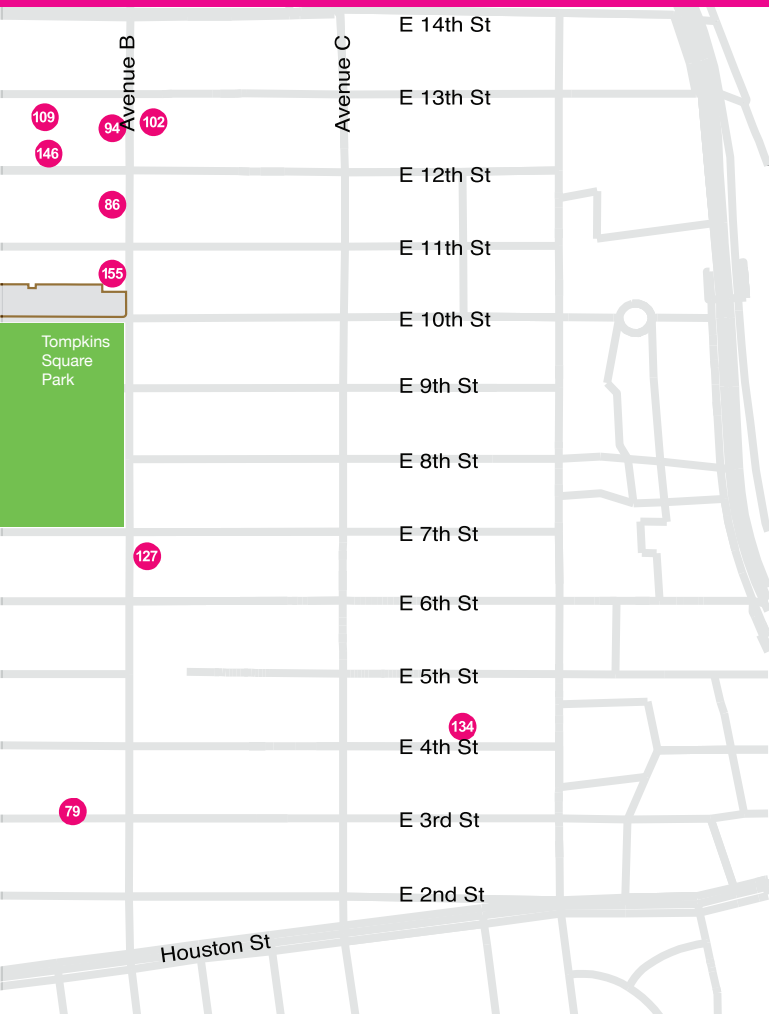 E 14th St
Avenue B
Avenue C
E 13th St
109
94
102
146
E 12th St
86
E 11th St
155
E 10th St
Tompkins
Square
Park
E 9th St
E 8th St
E 7th St
127
E 6th St
E 5th St
134
E 4th St
79
E 3rd St
E 2nd St
Houston St